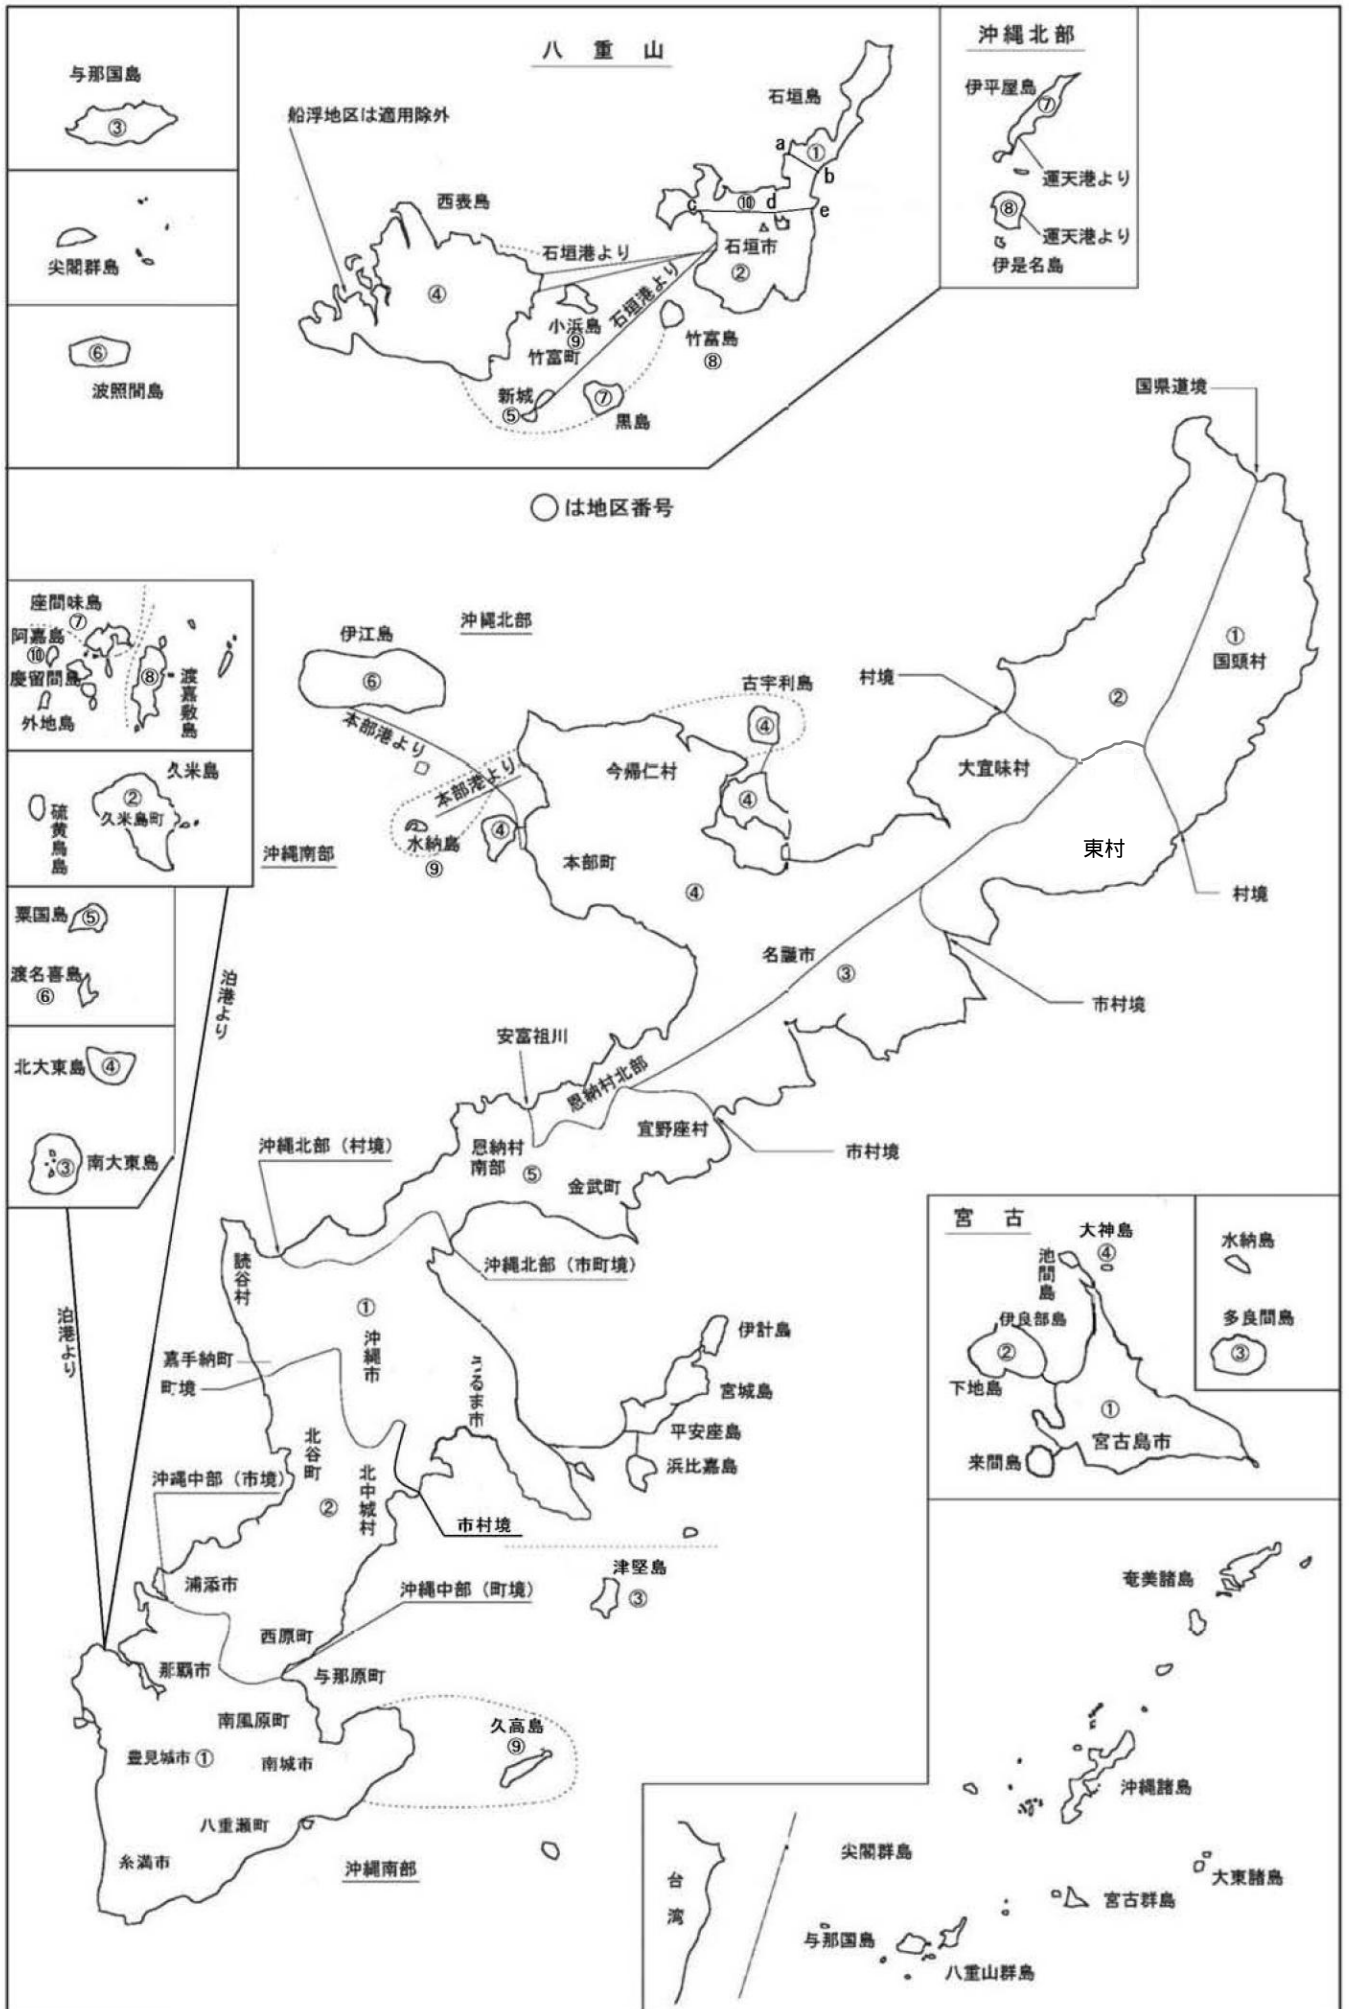 与那国島
③
尖閣群島
⑥
波照間島
八重山
船浮地区は適用除外
石垣島
a
①
b
西表島
c
⑩
d
e
石垣港より
石垣市
②
④
石垣港より
小浜島
⑨
竹富町
竹富島
⑧
新城
⑤
⑦
黒島
沖縄北部
伊平屋島
⑦
運天港より
⑧
運天港より
伊是名島
国県道境
○は地区番号
座間味島
⑦
阿嘉島
⑩
慶留間島
⑧
渡嘉敷島
外地島
久米島
②
久米島町
硫黄鳥島
沖縄南部
粟国島
⑤
渡名喜島
⑥
北大東島
④
③
南大東島
泊港より
泊港より
沖縄北部
伊江島
⑥
本部港より
本部港より
水納島
⑨
④
古宇利島
④
今帰仁村
④
本部町
④
村境
①
国頭村
②
大宜味村
東村
村境
名護市
③
市村境
安富祖川
恩納村北部
宜野座村
市村境
恩納村
南部
⑤
金武町
沖縄北部(村境)
沖縄北部(市町境)
読谷村
①
沖縄市
うるま市
嘉手納町
町境
伊計島
宮城島
平安座島
浜比嘉島
北谷町
北中城村
②
沖縄中部(市境)
市村境
津堅島
③
浦添市
沖縄中部(町境)
西原町
那覇市
与那原町
南風原町
久高島
⑨
豊見城市
①
南城市
八重瀬町
糸満市
沖縄南部
宮古
大神島
④
池間島
伊良部島
②
下地島
①
宮古島市
来間島
水納島
多良間島
③
奄美諸島
沖縄諸島
尖閣群島
大東諸島
台湾
宮古群島
与那国島
八重山群島